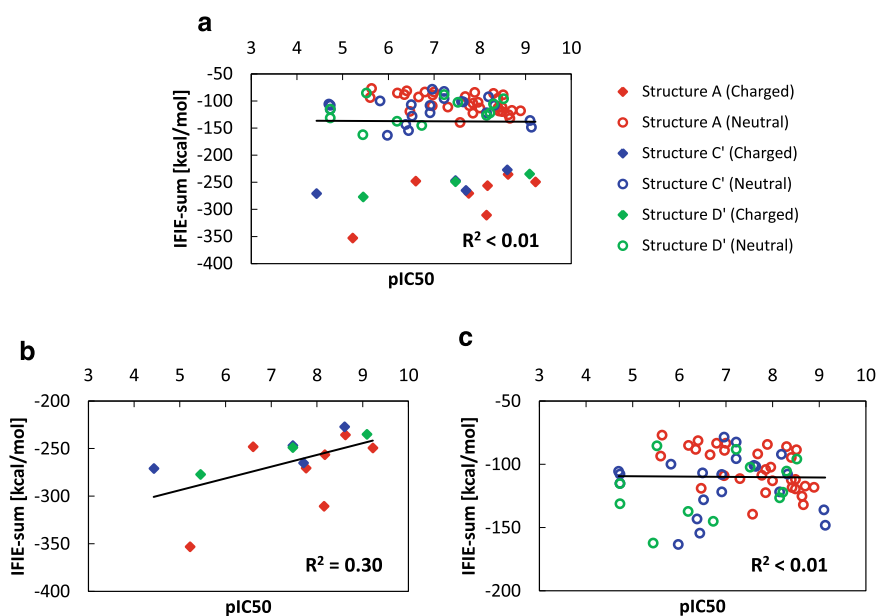 a
3 4 5 6 7 8 9 10
-50
-100
-150
-200
-250
-300
-350
-400
IFIE-sum [kcal/mol]
R² < 0.01
pIC50
Structure A (Charged)
Structure A (Neutral)
Structure C' (Charged)
Structure C' (Neutral)
Structure D' (Charged)
Structure D' (Neutral)
b
3 4 5 6 7 8 9 10
-200
-250
-300
-350
-400
IFIE-sum [kcal/mol]
R² = 0.30
pIC50
c
3 4 5 6 7 8 9 10
-50
-100
-150
-200
IFIE-sum [kcal/mol]
R² < 0.01
pIC50